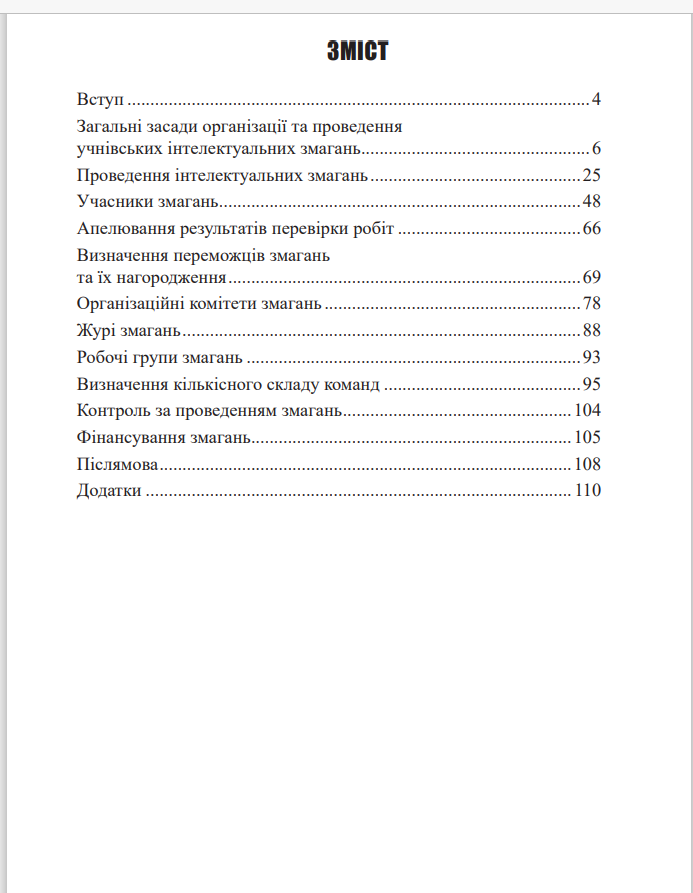 ЗМІСТ
Вступ ..................................................................................................... 4
Загальні засади організації та проведення
учнівських інтелектуальних змагань.................................................. 6
Проведення інтелектуальних змагань .............................................. 25
Учасники змагань............................................................................... 48
Апелювання результатів перевірки робіт ........................................ 66
Визначення переможців змагань
та їх нагородження............................................................................. 69
Організаційні комітети змагань ........................................................ 78
Журі змагань ....................................................................................... 88
Робочі групи змагань ......................................................................... 93
Визначення кількісного складу команд ........................................... 95
Контроль за проведенням змагань.................................................. 104
Фінансування змагань...................................................................... 105
Післямова.......................................................................................... 108
Додатки ............................................................................................. 110